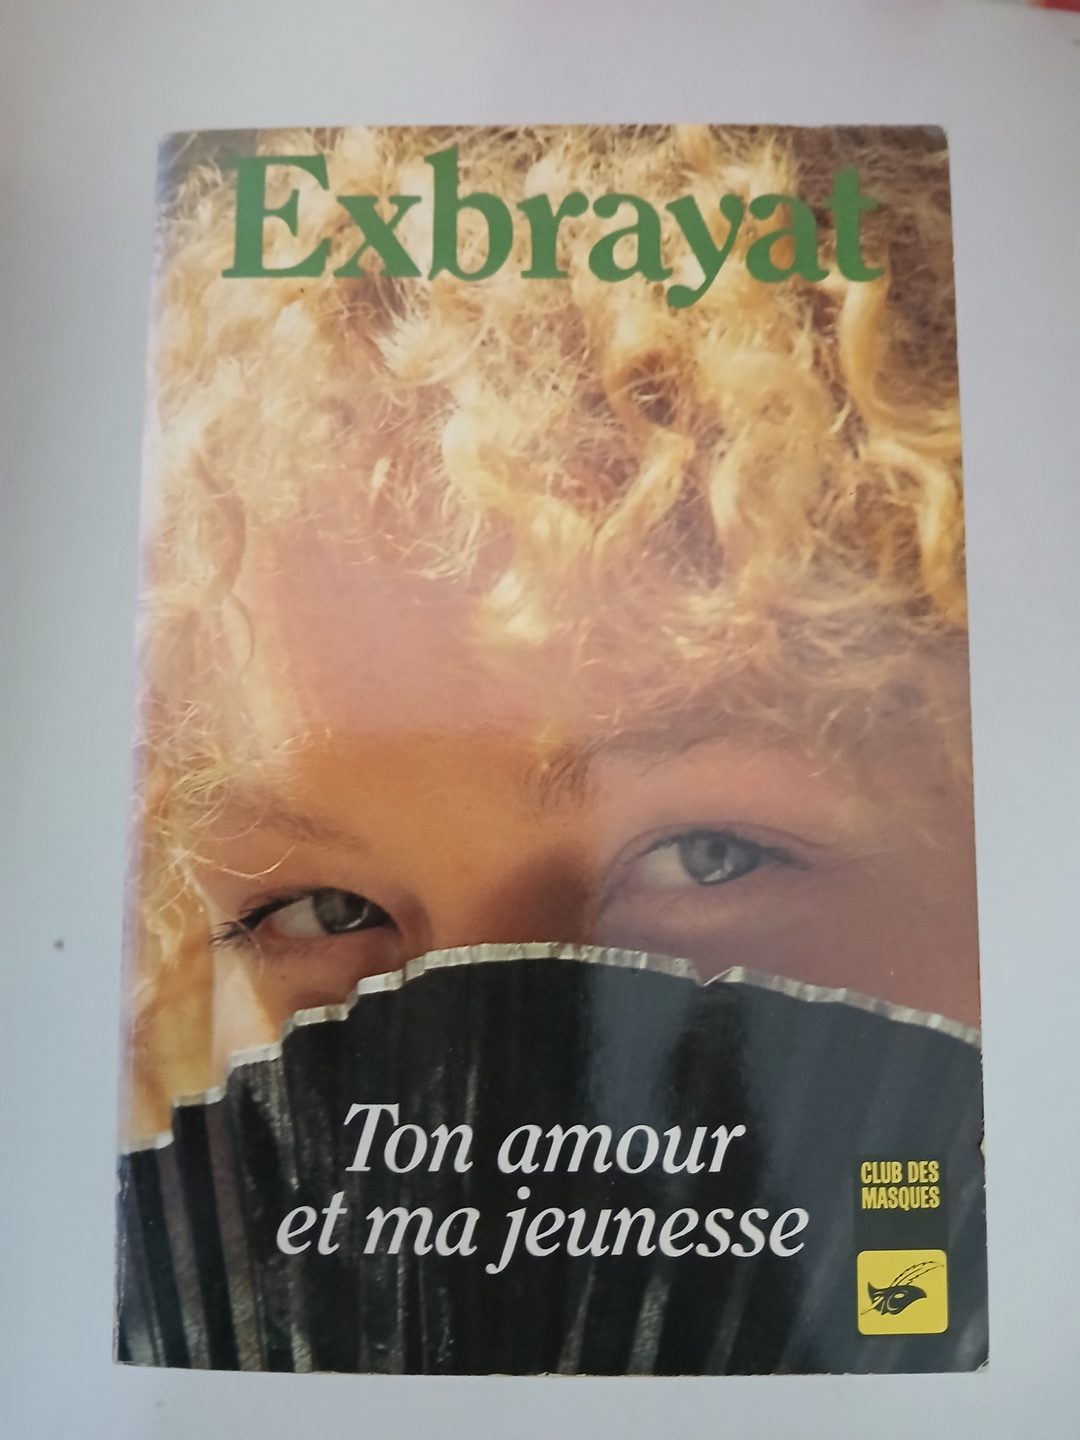 Exbrayat
Ton amour
et ma jeunesse
CLUB DES
MASQUES